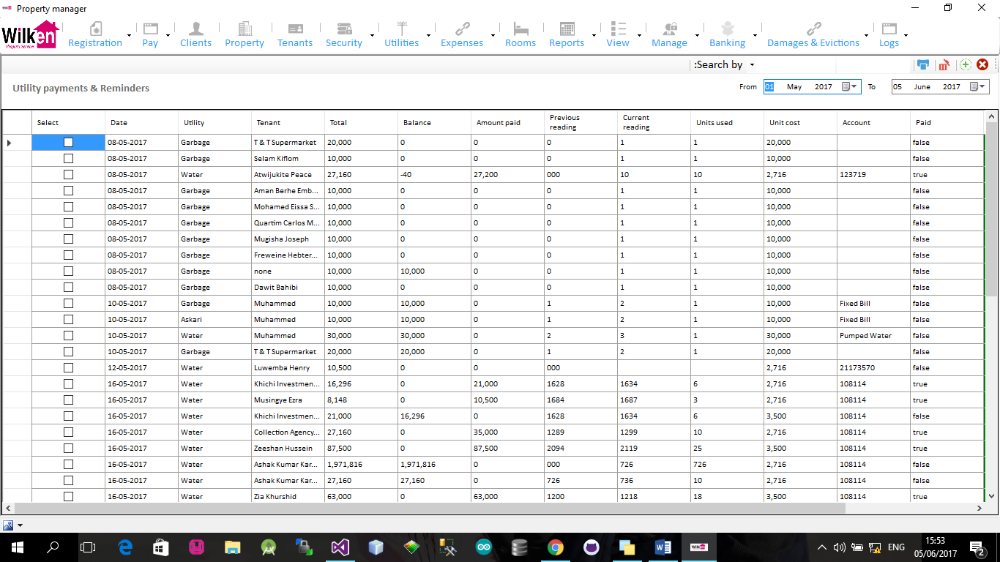 Property manager
Wilken
Property Services
Registration Pay Clients Property Tenants Security Utilities Expenses Rooms Reports View Manage Banking Damages & Evictions Logs
:Search by
Utility payments & Reminders
From 01 May 2017 To 05 June 2017
Select Date Utility Tenant Total Balance Amount paid Previous reading Current reading Units used Unit cost Account Paid
08-05-2017 Garbage T & T Supermarket 20,000 0 0 0 1 1 20,000 false
08-05-2017 Garbage Selam Kiflom 10,000 0 0 0 1 1 10,000 false
08-05-2017 Water Atwijukite Peace 27,160 -40 27,200 000 10 10 2,716 123719 true
08-05-2017 Garbage Aman Berhe Emb... 10,000 0 0 0 1 1 10,000 false
08-05-2017 Garbage Mohamed Eissa S... 10,000 0 0 0 1 1 10,000 false
08-05-2017 Garbage Quartim Carlos M... 10,000 0 0 0 1 1 10,000 false
08-05-2017 Garbage Mugisha Joseph 10,000 0 0 0 1 1 10,000 false
08-05-2017 Garbage Freweine Hebter... 10,000 0 0 0 1 1 10,000 false
08-05-2017 Garbage none 10,000 10,000 0 0 1 1 10,000 false
08-05-2017 Garbage Dawit Bahibi 10,000 0 0 0 1 1 10,000 false
10-05-2017 Garbage Muhammed 10,000 10,000 0 1 2 1 10,000 Fixed Bill false
10-05-2017 Askari Muhammed 10,000 10,000 0 1 2 1 10,000 Fixed Bill false
10-05-2017 Water Muhammed 30,000 30,000 0 2 3 1 30,000 Pumped Water false
10-05-2017 Garbage T & T Supermarket 20,000 20,000 0 1 2 1 20,000 false
12-05-2017 Water Luwemba Henry 10,500 0 0 000 2,716 21173570 false
16-05-2017 Water Khichi Investmen... 16,296 0 21,000 1628 1634 6 2,716 108114 true
16-05-2017 Water Musingye Ezra 8,148 0 10,500 1684 1687 3 2,716 108114 true
16-05-2017 Water Khichi Investmen... 21,000 16,296 0 1628 1634 6 3,500 108114 false
16-05-2017 Water Collection Agency... 27,160 0 35,000 1289 1299 10 2,716 108114 true
16-05-2017 Water Zeeshan Hussein 87,500 0 87,500 2094 2119 25 3,500 108114 true
16-05-2017 Water Ashak Kumar Kar... 1,971,816 1,971,816 0 000 726 726 2,716 108114 false
16-05-2017 Water Ashak Kumar Kar... 27,160 27,160 0 726 736 10 2,716 108114 false
16-05-2017 Water Zia Khurshid 63,000 0 63,000 1200 1218 18 3,500 108114 true
ENG 15:53
05/06/2017
2